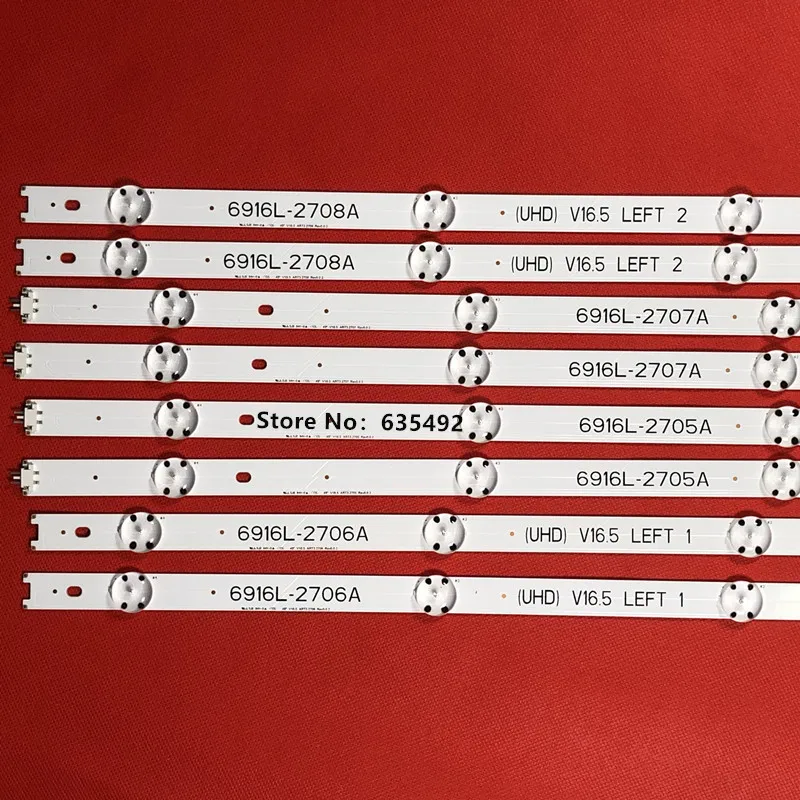 6916L-2708A (UHD) V16.5 LEFT 2
6916L-2708A (UHD) V16.5 LEFT 2
6916L-2707A
6916L-2707A
Store No: 635492
6916L-2705A
6916L-2705A
6916L-2706A (UHD) V16.5 LEFT 1
6916L-2706A (UHD) V16.5 LEFT 1